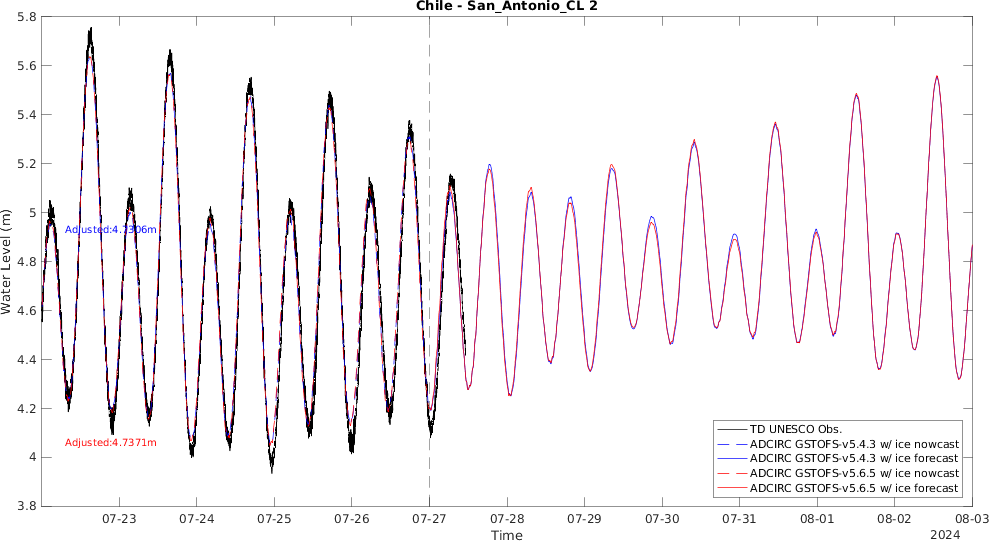 Chile - San_Antonio_CL 2
5.8
5.6
5.4
5.2
5
4.8
4.6
4.4
4.2
4
3.8
Water Level (m)
Adjusted:4.7306m
Adjusted:4.7371m
TD UNESCO Obs.
ADCIRC GSTOFS-v5.4.3 w/ ice nowcast
ADCIRC GSTOFS-v5.4.3 w/ ice forecast
ADCIRC GSTOFS-v5.6.5 w/ ice nowcast
ADCIRC GSTOFS-v5.6.5 w/ ice forecast
07-23 07-24 07-25 07-26 07-27 07-28 07-29 07-30 07-31 08-01 08-02 08-03
Time
2024